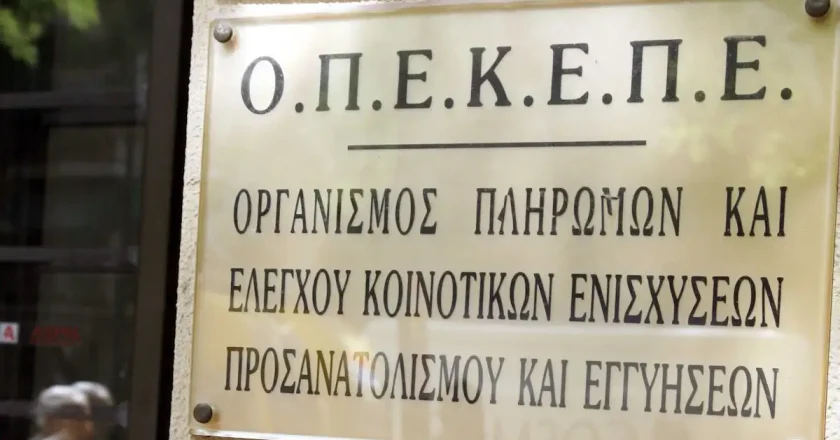 Ο.Π.Ε.Κ.Ε.Π.Ε.
ΟΡΓΑΝΙΣΜΟΣ ΠΛΗΡΩΜΩΝ ΚΑΙ
ΕΛΕΓΧΟΥ ΚΟΙΝΟΤΙΚΩΝ ΕΝΙΣΧΥΣΕΩΝ
ΠΡΟΣΑΝΑΤΟΛΙΣΜΟΥ ΚΑΙ ΕΓΓΥΗΣΕΩΝ